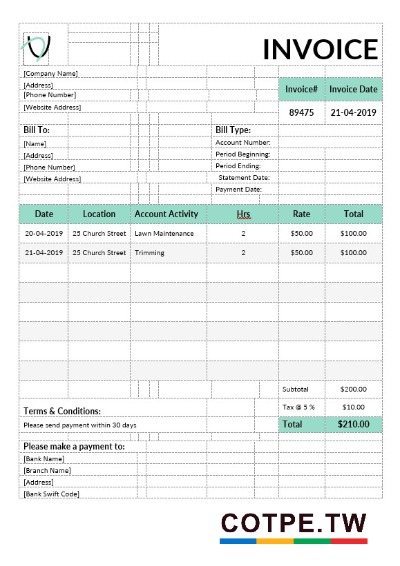 INVOICE
[Company Name]
[Address]
[Phone Number]
[Website Address]
Invoice# Invoice Date
89475 21-04-2019
Bill To:
[Name]
[Address]
[Phone Number]
[Website Address]
Bill Type:
Account Number:
Period Beginning:
Period Ending:
Statement Date:
Payment Date:
Date Location Account Activity Hrs Rate Total
20-04-2019 25 Church Street Lawn Maintenance 2 $50.00 $100.00
21-04-2019 25 Church Street Trimming 2 $50.00 $100.00
Subtotal $200.00
Tax @ 5 % $10.00
Total $210.00
Terms & Conditions:
Please send payment within 30 days
Please make a payment to:
[Bank Name]
[Branch Name]
[Address]
[Bank Swift Code]
COTPE.TW